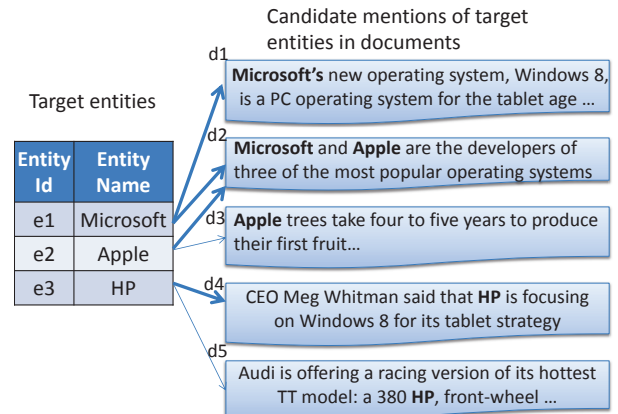 Candidate mentions of target
entities in documents
Target entities
Entity Id
Entity Name
e1 Microsoft
e2 Apple
e3 HP
d1
Microsoft's new operating system, Windows 8,
is a PC operating system for the tablet age ...
d2
Microsoft and Apple are the developers of
three of the most popular operating systems
d3
Apple trees take four to five years to produce
their first fruit...
d4
CEO Meg Whitman said that HP is focusing
on Windows 8 for its tablet strategy
d5
Audi is offering a racing version of its hottest
TT model: a 380 HP, front-wheel ...